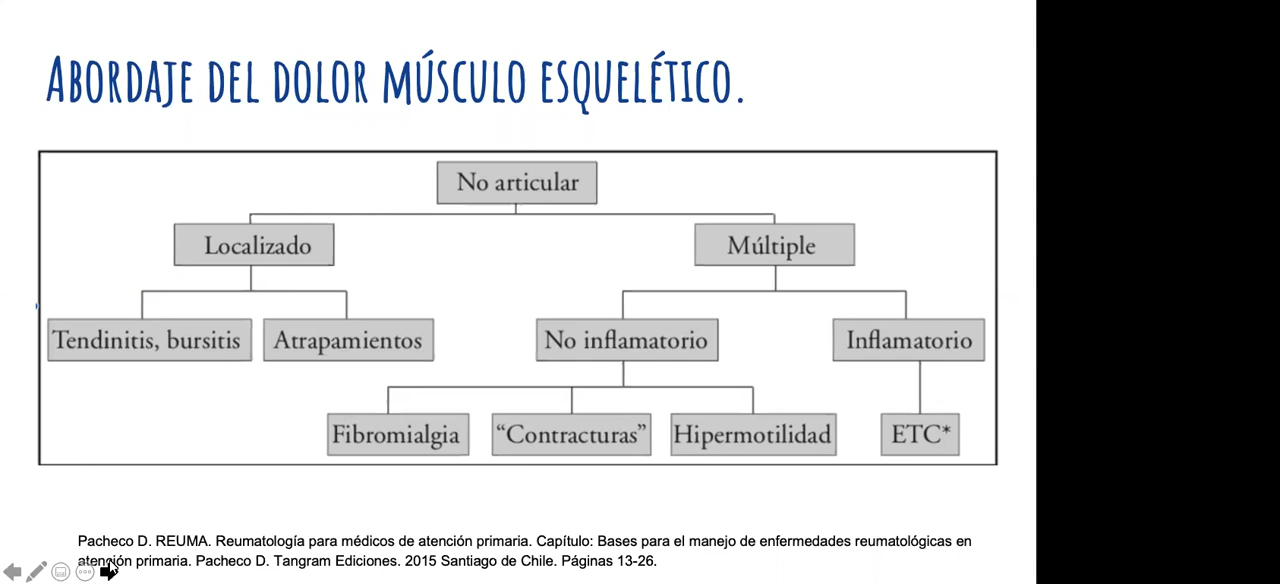 ABORDAJE DEL DOLOR MÚSCULO ESQUELÉTICO.
No articular
Localizado
Múltiple
Tendinitis, bursitis
Atrapamientos
No inflamatorio
Inflamatorio
Fibromialgia
“Contracturas”
Hipermotilidad
ETC*
Pacheco D. REUMA. Reumatología para médicos de atención primaria. Capítulo: Bases para el manejo de enfermedades reumatológicas en
atención primaria. Pacheco D. Tangram Ediciones. 2015 Santiago de Chile. Páginas 13-26.